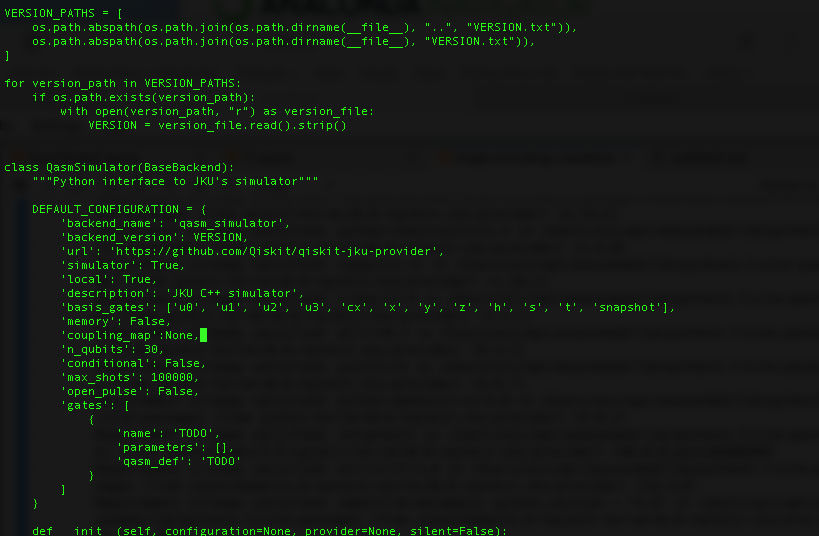 VERSION_PATHS = [
    os.path.abspath(os.path.join(os.path.dirname(__file__), "..", "VERSION.txt")),
    os.path.abspath(os.path.join(os.path.dirname(__file__), "VERSION.txt")),
]

for version_path in VERSION_PATHS:
    if os.path.exists(version_path):
        with open(version_path, "r") as version_file:
            VERSION = version_file.read().strip()


class QasmSimulator(BaseBackend):
    """Python interface to JKU's simulator"""

    DEFAULT_CONFIGURATION = {
        'backend_name': 'qasm_simulator',
        'backend_version': VERSION,
        'url': 'https://github.com/Qiskit/qiskit-jku-provider',
        'simulator': True,
        'local': True,
        'description': 'JKU C++ simulator',
        'basis_gates': ['u0', 'u1', 'u2', 'u3', 'cx', 'x', 'y', 'z', 'h', 's', 't', 'snapshot'],
        'memory': False,
        'coupling_map':None,
        'n_qubits': 30,
        'conditional': False,
        'max_shots': 100000,
        'open_pulse': False,
        'gates': [
            {
                'name': 'TODO',
                'parameters': [],
                'qasm_def': 'TODO'
            }
        ]
    }

    def __init__(self, configuration=None, provider=None, silent=False):